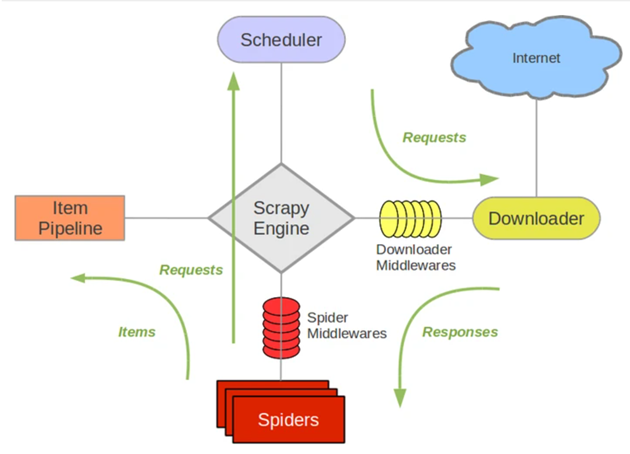 Scheduler
Internet
Requests
Item
Pipeline
Scrapy
Engine
Downloader
Downloader
Middlewares
Requests
Items
Spider
Middlewares
Responses
Spiders